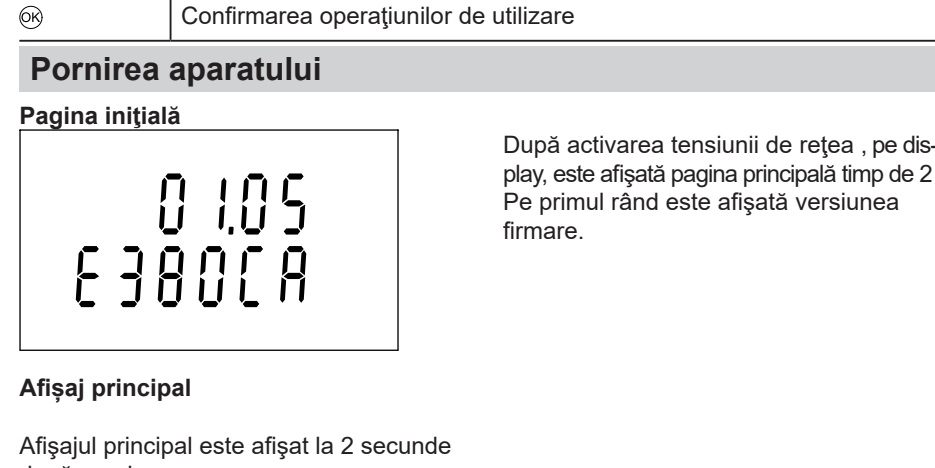 OK Confirmarea operaţiunilor de utilizare
Pornirea aparatului
Pagina iniţială
01.05
E380CA
După activarea tensiunii de reţea , pe dis-
play, este afişată pagina principală timp de 2
Pe primul rând este afişată versiunea
firmare.
Afișaj principal
Afişajul principal este afişat la 2 secunde